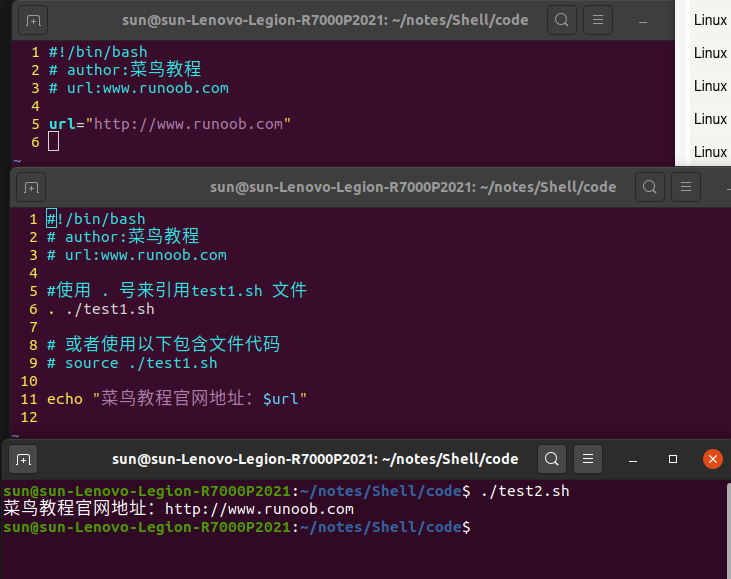 sun@sun-Lenovo-Legion-R7000P2021: ~/notes/Shell/code
Linux
Linux
Linux
Linux
Linux
1 #!/bin/bash
2 # author:菜鸟教程
3 # url:www.runoob.com
4
5 url="http://www.runoob.com"
6
~
sun@sun-Lenovo-Legion-R7000P2021: ~/notes/Shell/code
1 #!/bin/bash
2 # author:菜鸟教程
3 # url:www.runoob.com
4
5 #使用 . 号来引用test1.sh 文件
6 . ./test1.sh
7
8 # 或者使用以下包含文件代码
9 # source ./test1.sh
10
11 echo "菜鸟教程官网地址：$url"
12
~
sun@sun-Lenovo-Legion-R7000P2021: ~/notes/Shell/code
sun@sun-Lenovo-Legion-R7000P2021:~/notes/Shell/code$ ./test2.sh
菜鸟教程官网地址：http://www.runoob.com
sun@sun-Lenovo-Legion-R7000P2021:~/notes/Shell/code$